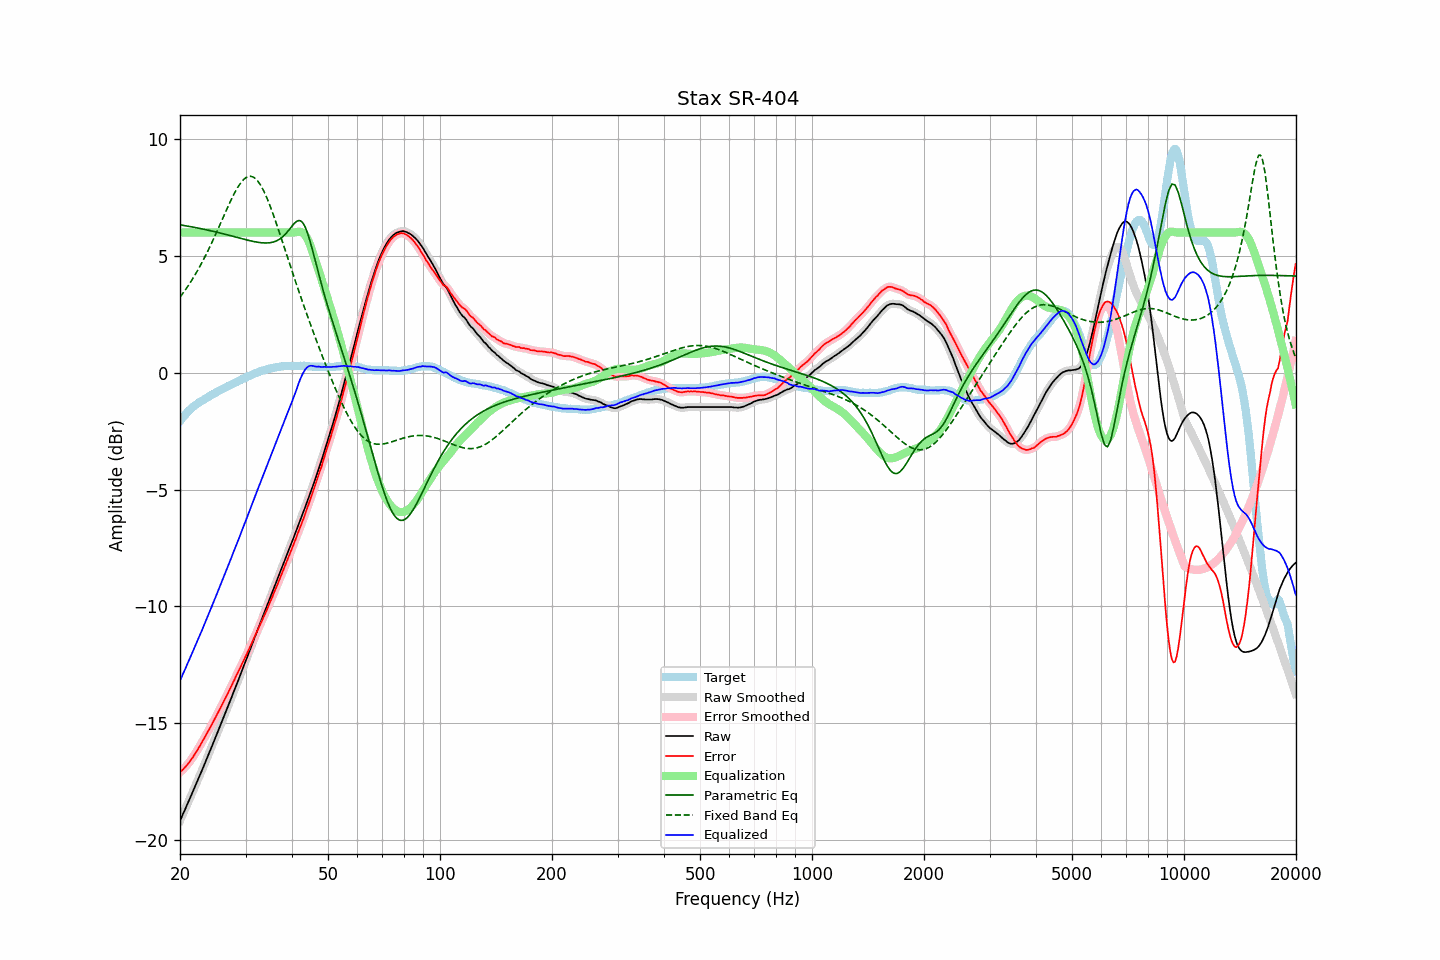 Stax SR-404
Amplitude (dBr)
10
5
0
−5
−10
−15
−20
Target
Raw Smoothed
Error Smoothed
Raw
Error
Equalization
Parametric Eq
Fixed Band Eq
Equalized
20 50 100 200 500 1000 2000 5000 10000 20000
Frequency (Hz)